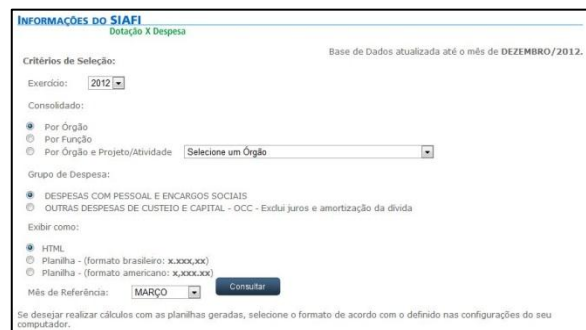 INFORMAÇÕES DO SIAFI
Dotação X Despesa
Base de Dados atualizada até o mês de DEZEMBRO/2012.
Critérios de Seleção:
Exercício: 2012
Consolidado:
Por Órgão
Por Função
Por Órgão e Projeto/Atividade Selecione um Órgão
Grupo de Despesa:
DESPESAS COM PESSOAL E ENCARGOS SOCIAIS
OUTRAS DESPESAS DE CUSTEIO E CAPITAL - OCC - Exclui juros e amortização da dívida
Exibir como:
HTML
Planilha - (formato brasileiro: x.xxx,xx)
Planilha - (formato americano: x,xxx.xx)
Mês de Referência: MARÇO Consultar
Se desejar realizar cálculos com as planilhas geradas, selecione o formato de acordo com o definido nas configurações do seu
computador.